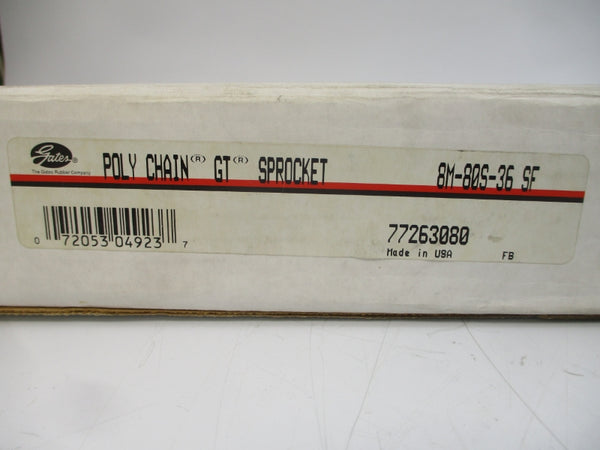 Gates®
The Gates Rubber Company
POLY CHAIN(R) GT(R) SPROCKET
8M-80S-36 SF
0 72053 04923 7
77263080
Made in USA
FB